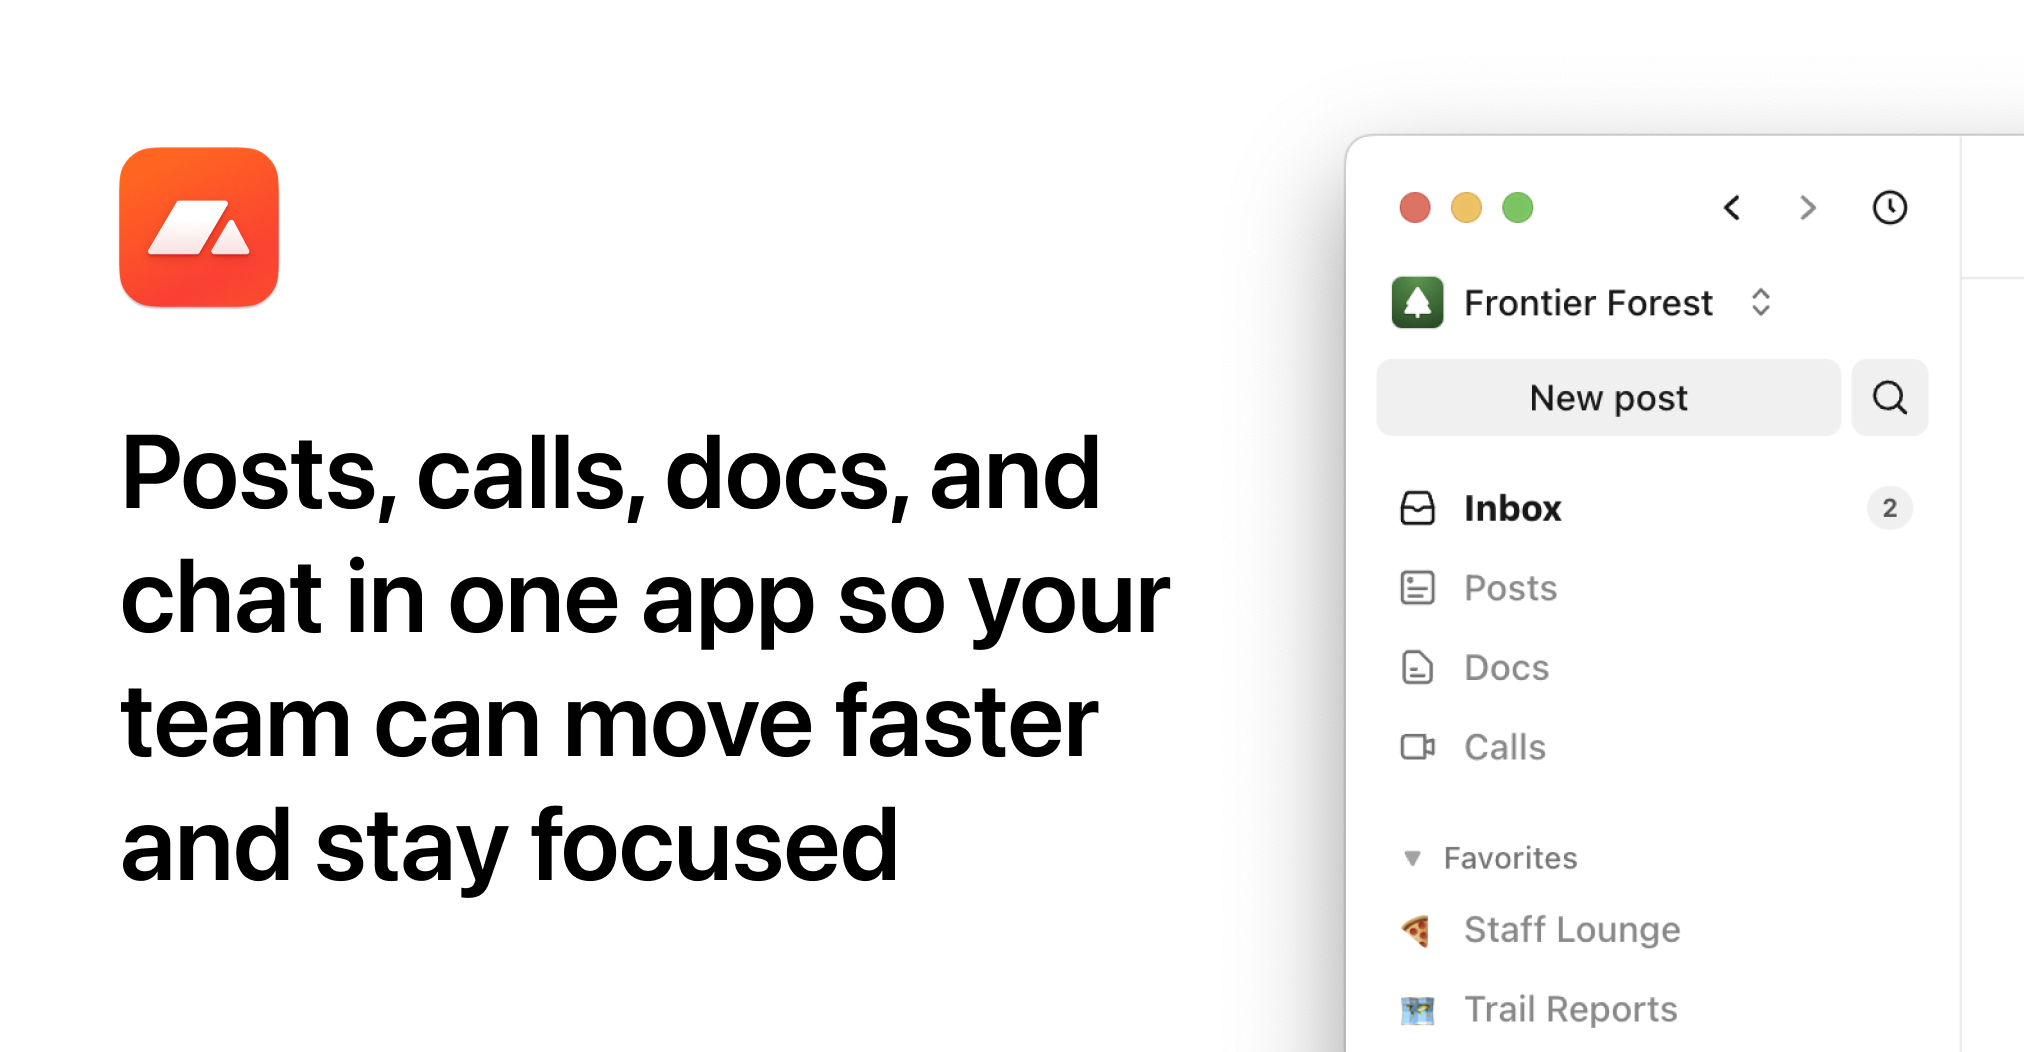 Posts, calls, docs, and
chat in one app so your
team can move faster
and stay focused
Frontier Forest
New post
Inbox
2
Posts
Docs
Calls
Favorites
Staff Lounge
Trail Reports